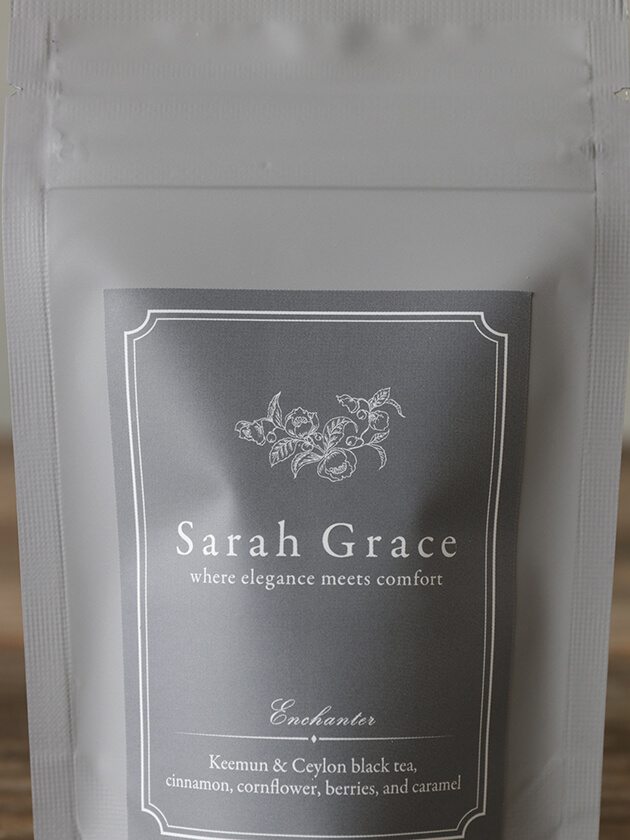 Sarah Grace
where elegance meets comfort
Enchanter
Keemun & Ceylon black tea,
cinnamon, cornflower, berries, and caramel